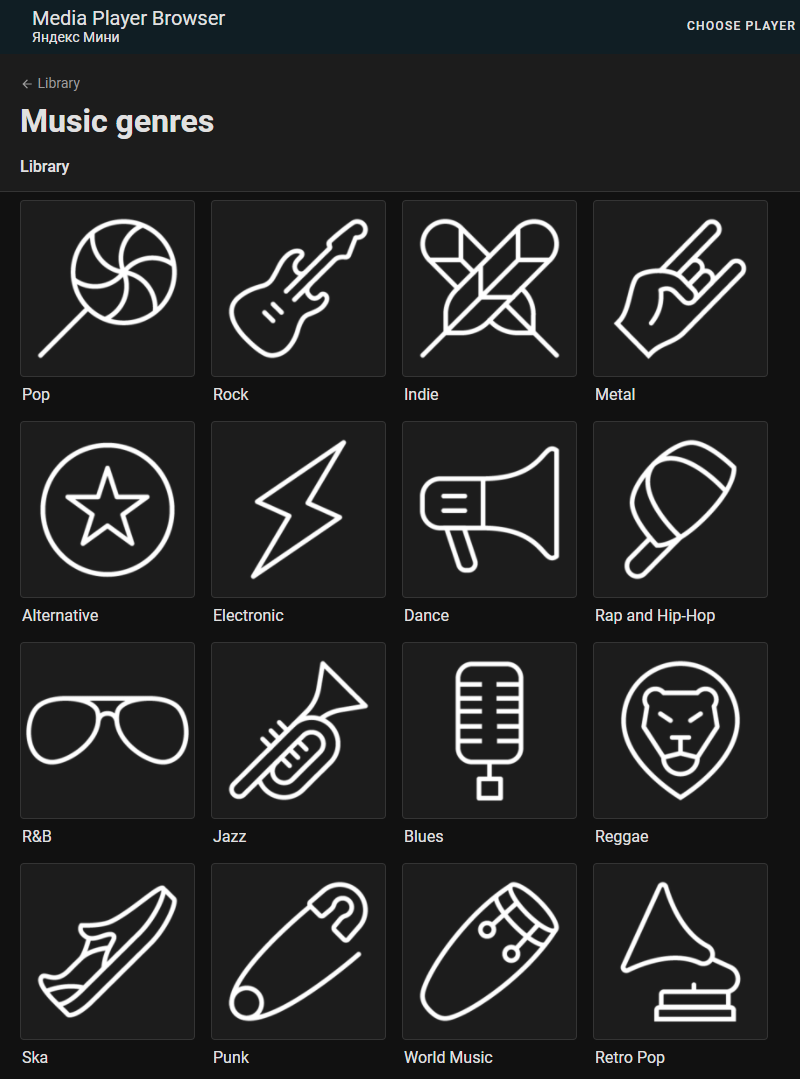 Media Player Browser
Яндекс Мини
CHOOSE PLAYER
← Library
Music genres
Library
Pop
Rock
Indie
Metal
Alternative
Electronic
Dance
Rap and Hip-Hop
R&B
Jazz
Blues
Reggae
Ska
Punk
World Music
Retro Pop